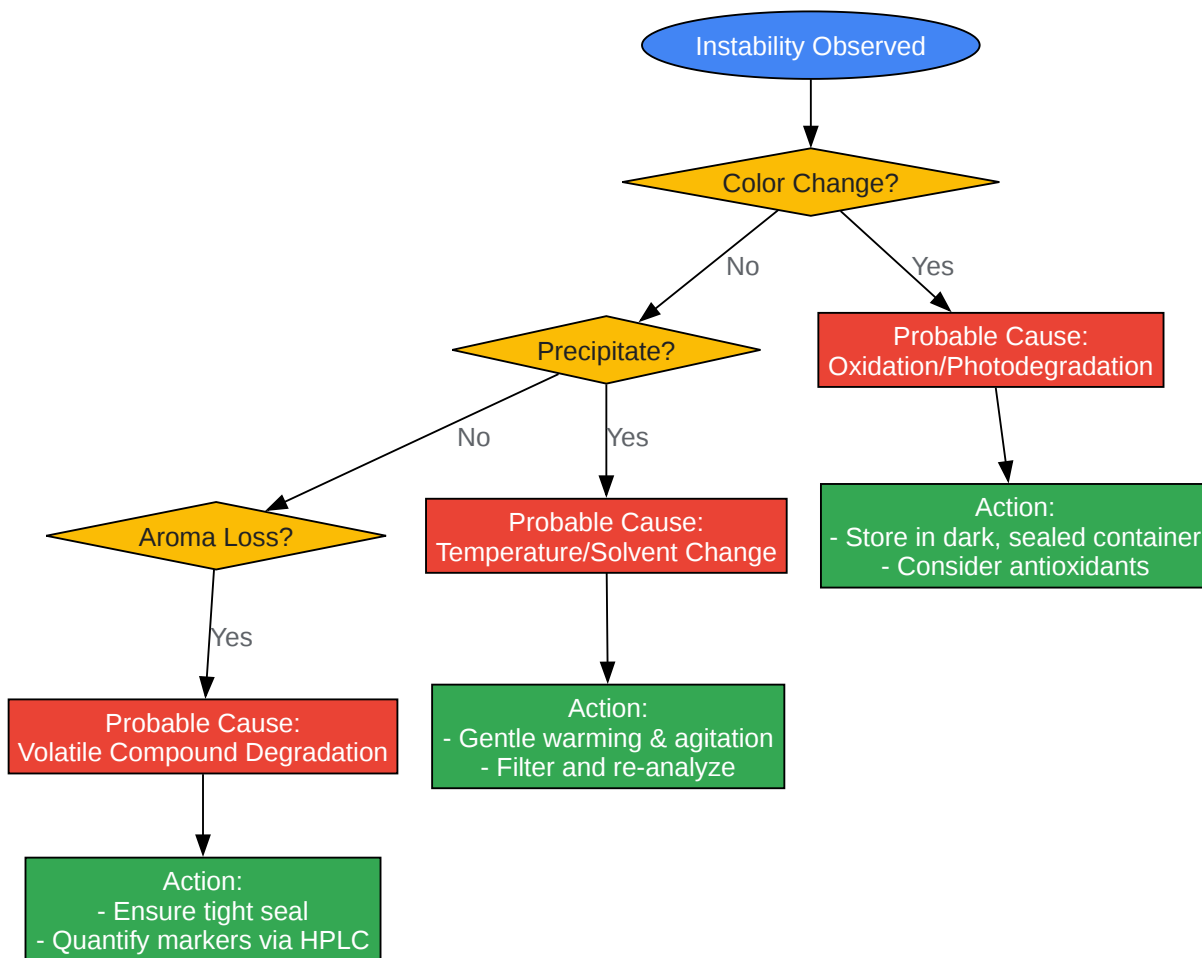 Instability Observed
Color Change?
No
Yes
Precipitate?
Probable Cause:
Oxidation/Photodegradation
No
Yes
Action:
- Store in dark, sealed container
- Consider antioxidants
Aroma Loss?
Probable Cause:
Temperature/Solvent Change
Yes
Action:
- Gentle warming & agitation
- Filter and re-analyze
Probable Cause:
Volatile Compound Degradation
Action:
- Ensure tight seal
- Quantify markers via HPLC